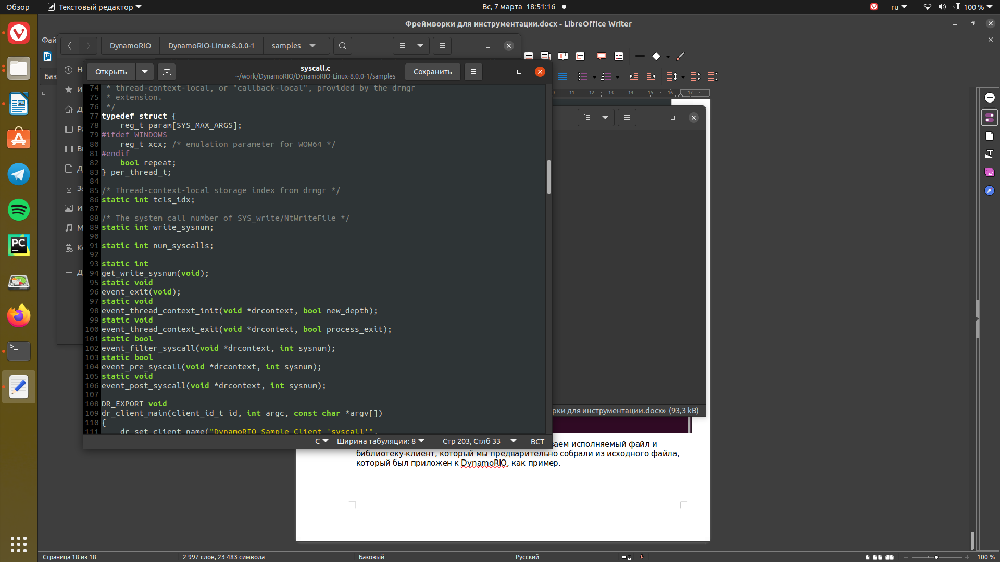 Обзор
Текстовый редактор
Вс, 7 марта 18:51:16
ru
100 %
Фреймворки для инструментации.docx - LibreOffice Writer
DynamoRIO
DynamoRIO-Linux-8.0.0-1
samples
Открыть
syscall.c
~/work/DynamoRIO/DynamoRIO-Linux-8.0.0-1/samples
Сохранить
11 12 13 14 15 16 17
74 * thread-context-local, or "callback-local", provided by the drmgr
75 * extension.
76 */
77 typedef struct {
78 reg_t param[SYS_MAX_ARGS];
79 #ifdef WINDOWS
80 reg_t xcx; /* emulation parameter for WOW64 */
81 #endif
82 bool repeat;
83 } per_thread_t;
84
85 /* Thread-context-local storage index from drmgr */
86 static int tcls_idx;
87
88 /* The system call number of SYS_write/NtWriteFile */
89 static int write_sysnum;
90
91 static int num_syscalls;
92
93 static int
94 get_write_sysnum(void);
95 static void
96 event_exit(void);
97 static void
98 event_thread_context_init(void *drcontext, bool new_depth);
99 static void
100 event_thread_context_exit(void *drcontext, bool process_exit);
101 static bool
102 event_filter_syscall(void *drcontext, int sysnum);
103 static bool
104 event_pre_syscall(void *drcontext, int sysnum);
105 static void
106 event_post_syscall(void *drcontext, int sysnum);
107
108 DR_EXPORT void
109 dr_client_main(client_id_t id, int argc, const char *argv[])
110 {
111 dr_set_client_name("DynamoRIO Sample Client 'syscall'",
C
Ширина табуляции: 8
Стр 203, Стлб 33
ВСТ
рки для инструментации.docx» (93,3 kB)
ваем исполняемый файл и
библиотеку-клиент, который мы предварительно собрали из исходного файла,
который был приложен к DynamoRIO, как пример.
Страница 18 из 18
2 997 слов, 23 483 символа
Базовый
Русский
100 %